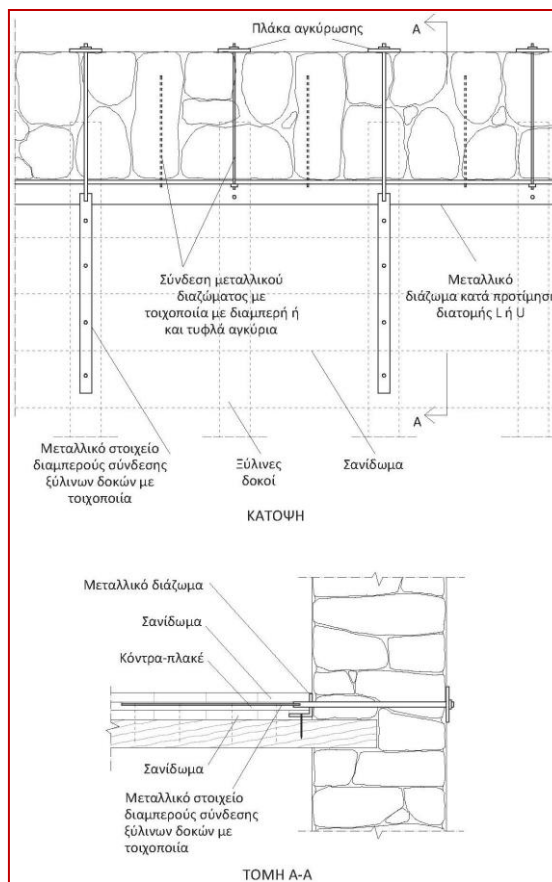 Πλάκα αγκύρωσης
A
Σύνδεση μεταλλικού
διαζώματος με
τοιχοποιία με διαμπερή ή
και τυφλά αγκύρια
Μεταλλικό
διάζωμα κατά προτίμηση
διατομής L ή U
A
Μεταλλικό στοιχείο
διαμπερούς σύνδεσης
ξύλινων δοκών με
τοιχοποιία
Ξύλινες
δοκοί
Σανίδωμα
ΚΑΤΟΨΗ
Μεταλλικό διάζωμα
Σανίδωμα
Κόντρα-πλακέ
Σανίδωμα
Μεταλλικό στοιχείο
διαμπερούς σύνδεσης
ξύλινων δοκών με
τοιχοποιία
ΤΟΜΗ Α-Α